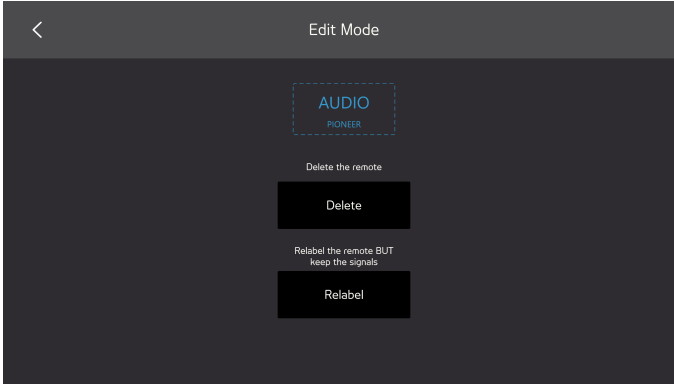 Edit Mode
AUDIO
PIONEER
Delete the remote
Delete
Relabel the remote BUT
keep the signals
Relabel